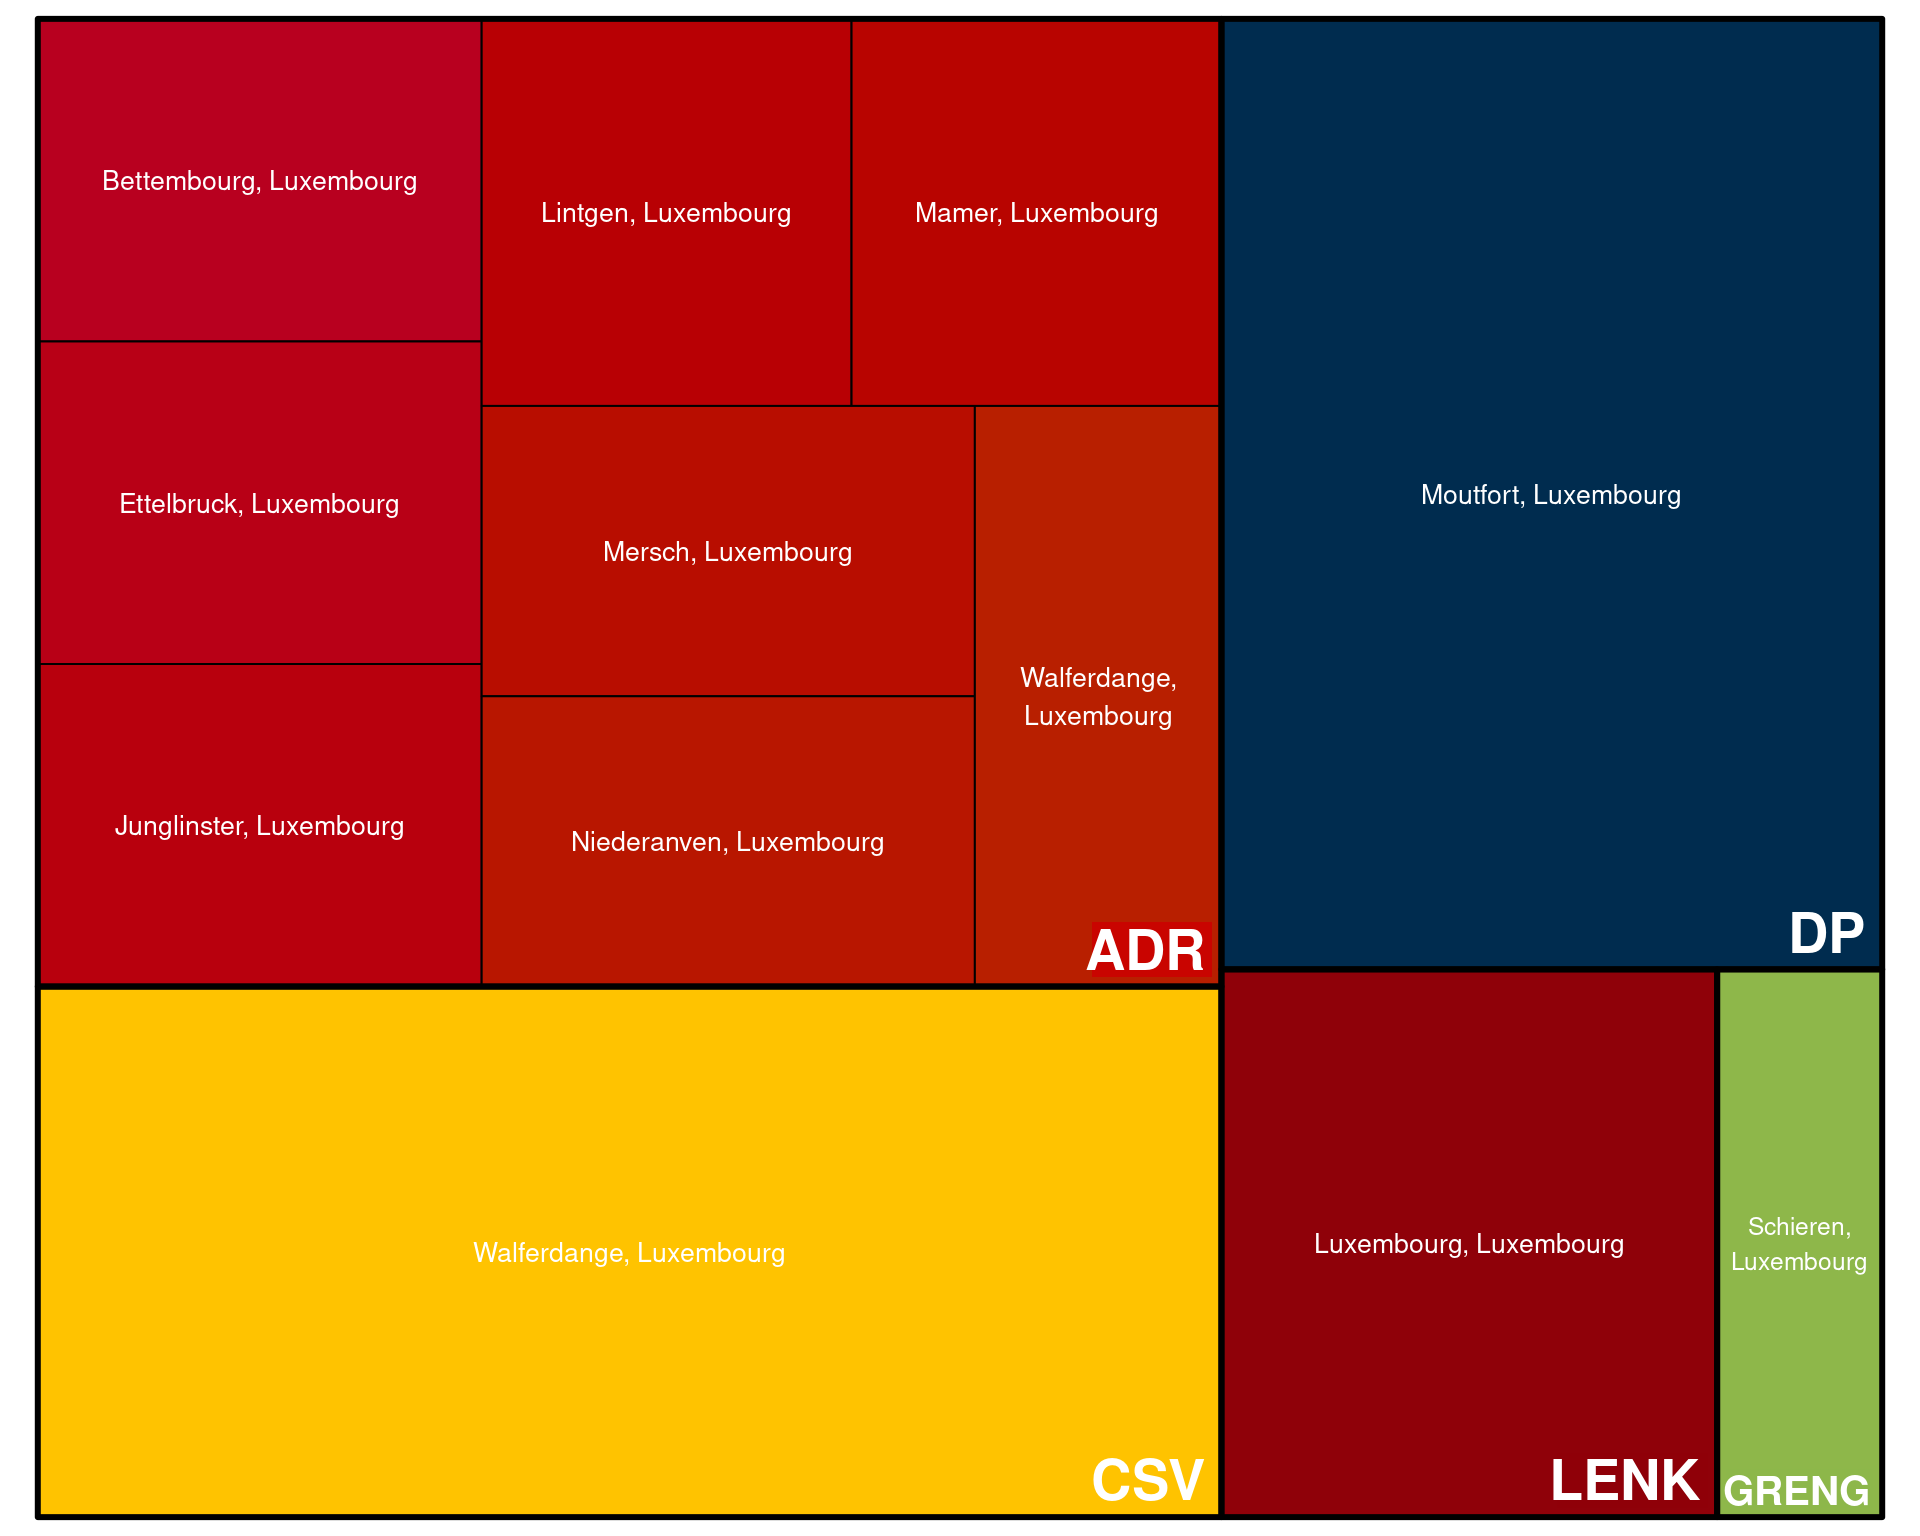 Bettembourg, Luxembourg
Lintgen, Luxembourg
Mamer, Luxembourg
Ettelbruck, Luxembourg
Mersch, Luxembourg
Walferdange,
Luxembourg
Junglinster, Luxembourg
Niederanven, Luxembourg
ADR
Moutfort, Luxembourg
DP
Walferdange, Luxembourg
CSV
Luxembourg, Luxembourg
LENK
Schieren,
Luxembourg
GRENG